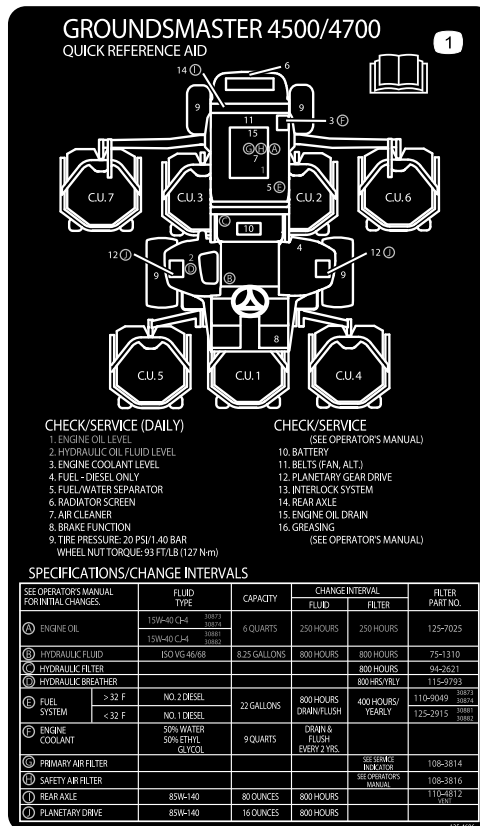 GROUNDSMASTER 4500/4700
QUICK REFERENCE AID
1
14 I
6
9
9
11
3 F
15
G H A
7
1
5 E
C.U. 7
C.U. 3
C.U. 2
C.U. 6
C
10
4
12 J
2
D
B
12 J
9
9
8
C.U. 5
C.U. 1
C.U. 4
CHECK/SERVICE (DAILY)
1. ENGINE OIL LEVEL
2. HYDRAULIC OIL FLUID LEVEL
3. ENGINE COOLANT LEVEL
4. FUEL - DIESEL ONLY
5. FUEL/WATER SEPARATOR
6. RADIATOR SCREEN
7. AIR CLEANER
8. BRAKE FUNCTION
9. TIRE PRESSURE: 20 PSI/1.40 BAR
WHEEL NUT TORQUE: 93 FT/LB (127 N·m)
CHECK/SERVICE
(SEE OPERATOR'S MANUAL)
10. BATTERY
11. BELTS (FAN, ALT.)
12. PLANETARY GEAR DRIVE
13. INTERLOCK SYSTEM
14. REAR AXLE
15. ENGINE OIL DRAIN
16. GREASING
(SEE OPERATOR'S MANUAL)
SPECIFICATIONS/CHANGE INTERVALS
SEE OPERATOR'S MANUAL FOR INITIAL CHANGES. FLUID TYPE CAPACITY CHANGE INTERVAL FLUID FILTER FILTER PART NO.
A ENGINE OIL 15W-40 CI-4 30873 30874 15W-40 CJ-4 30881 30882 6 QUARTS 250 HOURS 250 HOURS 125-7025
B HYDRAULIC FLUID ISO VG 46/68 8.25 GALLONS 800 HOURS 800 HOURS 75-1310
C HYDRAULIC FILTER 800 HOURS 94-2621
D HYDRAULIC BREATHER 800 HRS/YRLY 115-9793
E FUEL SYSTEM > 32 F NO. 2 DIESEL < 32 F NO. 1 DIESEL 22 GALLONS 800 HOURS DRAIN/FLUSH 400 HOURS/ YEARLY 110-9049 30873 30874 125-2915 30881 30882
F ENGINE COOLANT 50% WATER 50% ETHYL GLYCOL 9 QUARTS DRAIN & FLUSH EVERY 2 YRS.
G PRIMARY AIR FILTER SEE SERVICE INDICATOR 108-3814
H SAFETY AIR FILTER SEE OPERATOR'S MANUAL 108-3816
I REAR AXLE 85W-140 80 OUNCES 800 HOURS 110-4812 VENT
J PLANETARY DRIVE 85W-140 16 OUNCES 800 HOURS